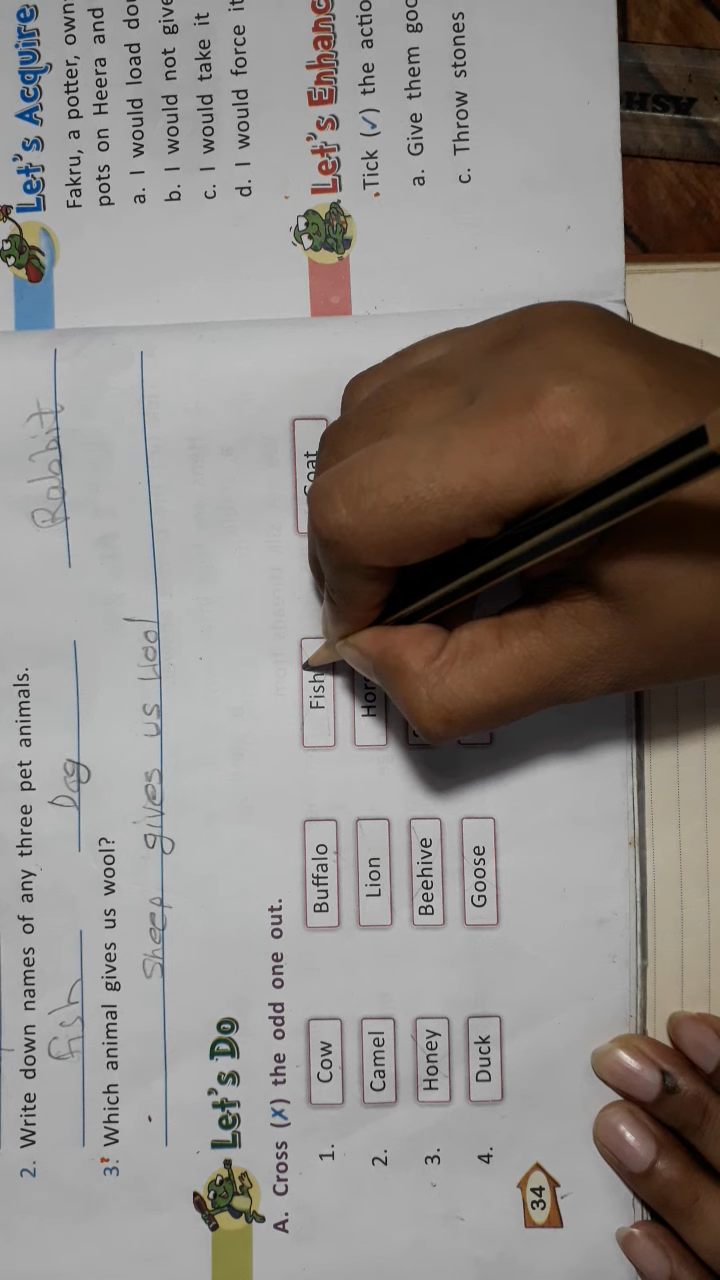 2. Write down names of any three pet animals.
fish Dog Rabbit
3. Which animal gives us wool?
Sheep gives us Wool
Let's Do
A. Cross (X) the odd one out.
1. Cow Buffalo Fish
2. Camel Lion
3. Honey Beehive
4. Duck Goose
34
Let's Acquire
Fakru, a potter, own
pots on Heera and
a. I would load do
b. I would not give
c. I would take it
d. I would force it
Let's Enhanc
Tick (✓) the actio
a. Give them goo
c. Throw stones